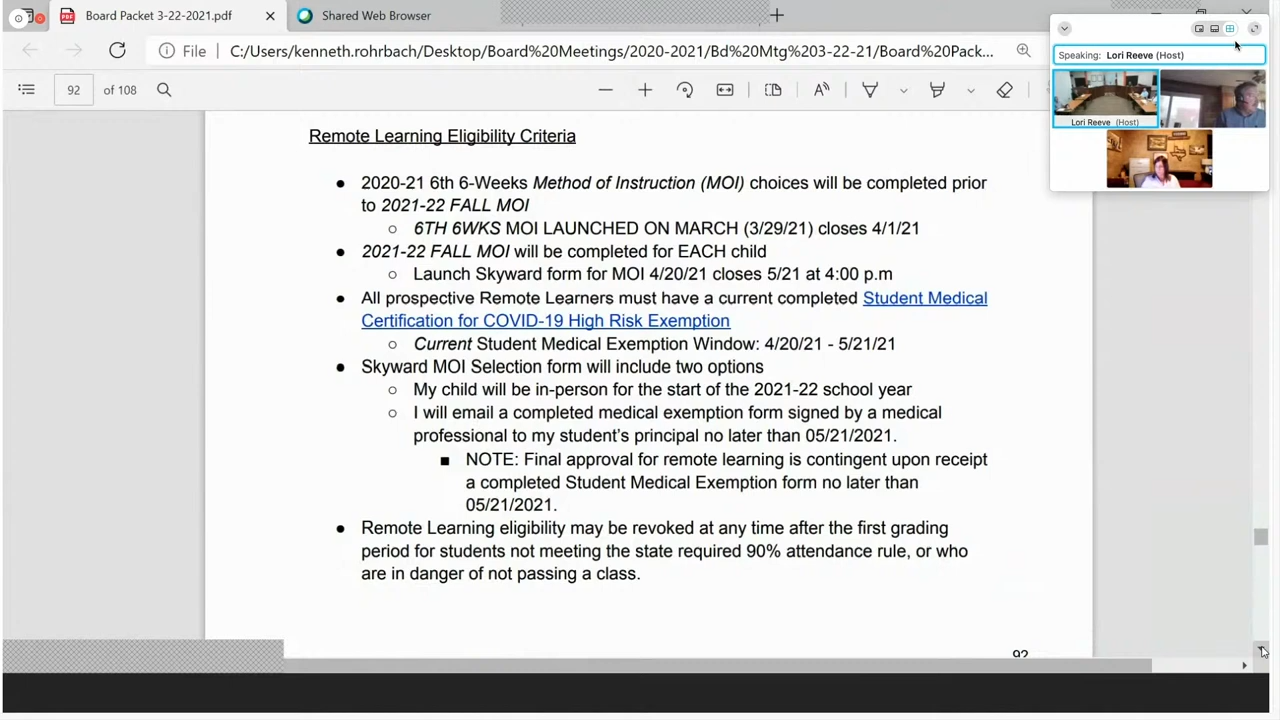 Board Packet 3-22-2021.pdf
Shared Web Browser
File
C:/Users/kenneth.rohrbach/Desktop/Board%20Meetings/2020-2021/Bd%20Mtg%203-22-21/Board%20Pack...
Speaking: Lori Reeve (Host)
Lori Reeve (Host)
92 of 108
Remote Learning Eligibility Criteria
● 2020-21 6th 6-Weeks Method of Instruction (MOI) choices will be completed prior
to 2021-22 FALL MOI
○ 6TH 6WKS MOI LAUNCHED ON MARCH (3/29/21) closes 4/1/21
● 2021-22 FALL MOI will be completed for EACH child
○ Launch Skyward form for MOI 4/20/21 closes 5/21 at 4:00 p.m
● All prospective Remote Learners must have a current completed Student Medical
Certification for COVID-19 High Risk Exemption
○ Current Student Medical Exemption Window: 4/20/21 - 5/21/21
● Skyward MOI Selection form will include two options
○ My child will be in-person for the start of the 2021-22 school year
○ I will email a completed medical exemption form signed by a medical
professional to my student's principal no later than 05/21/2021.
■ NOTE: Final approval for remote learning is contingent upon receipt
a completed Student Medical Exemption form no later than
05/21/2021.
● Remote Learning eligibility may be revoked at any time after the first grading
period for students not meeting the state required 90% attendance rule, or who
are in danger of not passing a class.
92